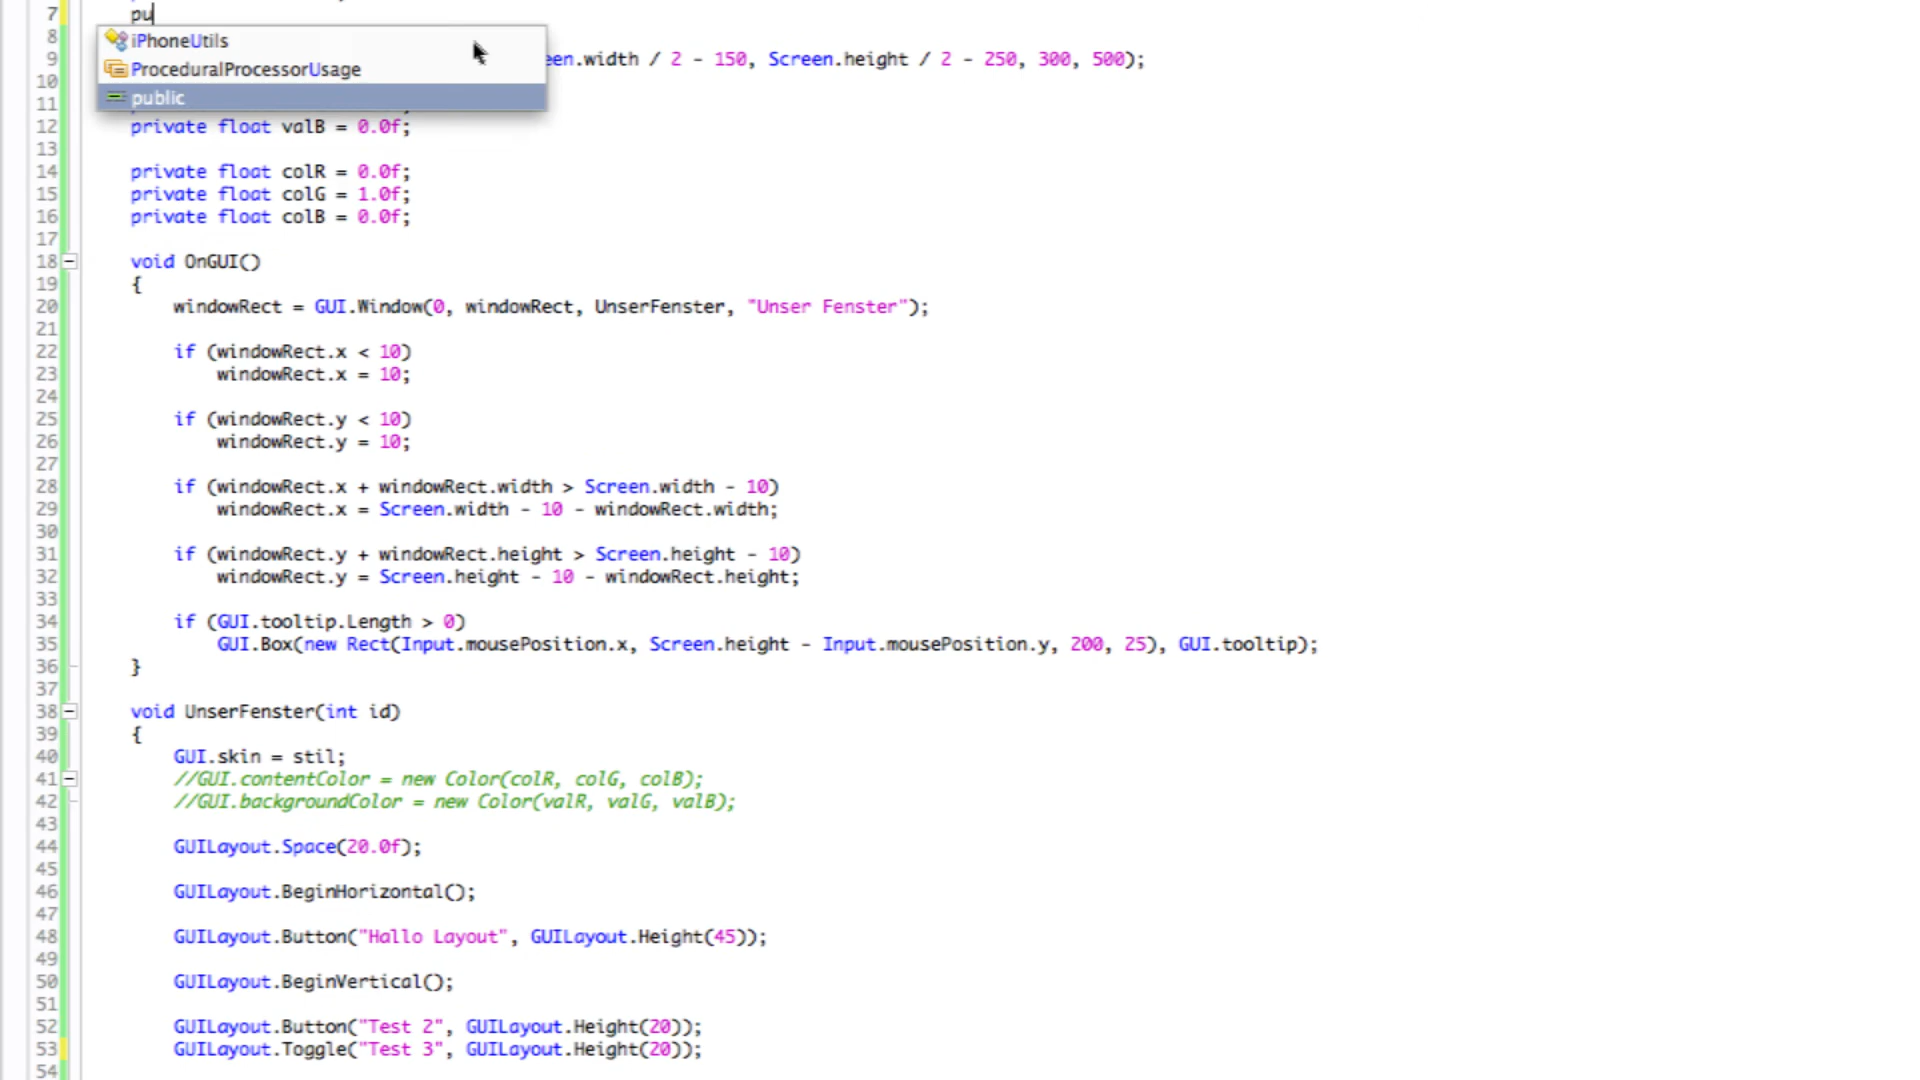 7 pu
8 iPhoneUtils
9 een.width / 2 - 150, Screen.height / 2 - 250, 300, 500);
ProceduralProcessorUsage
10
11 public
12 private float valB = 0.0f;
13
14 private float colR = 0.0f;
15 private float colG = 1.0f;
16 private float colB = 0.0f;
17
18 void OnGUI()
19 {
20 windowRect = GUI.Window(0, windowRect, UnserFenster, "Unser Fenster");
21
22 if (windowRect.x < 10)
23 windowRect.x = 10;
24
25 if (windowRect.y < 10)
26 windowRect.y = 10;
27
28 if (windowRect.x + windowRect.width > Screen.width - 10)
29 windowRect.x = Screen.width - 10 - windowRect.width;
30
31 if (windowRect.y + windowRect.height > Screen.height - 10)
32 windowRect.y = Screen.height - 10 - windowRect.height;
33
34 if (GUI.tooltip.Length > 0)
35 GUI.Box(new Rect(Input.mousePosition.x, Screen.height - Input.mousePosition.y, 200, 25), GUI.tooltip);
36 }
37
38 void UnserFenster(int id)
39 {
40 GUI.skin = stil;
41 //GUI.contentColor = new Color(colR, colG, colB);
42 //GUI.backgroundColor = new Color(valR, valG, valB);
43
44 GUILayout.Space(20.0f);
45
46 GUILayout.BeginHorizontal();
47
48 GUILayout.Button("Hallo Layout", GUILayout.Height(45));
49
50 GUILayout.BeginVertical();
51
52 GUILayout.Button("Test 2", GUILayout.Height(20));
53 GUILayout.Toggle("Test 3", GUILayout.Height(20));
54